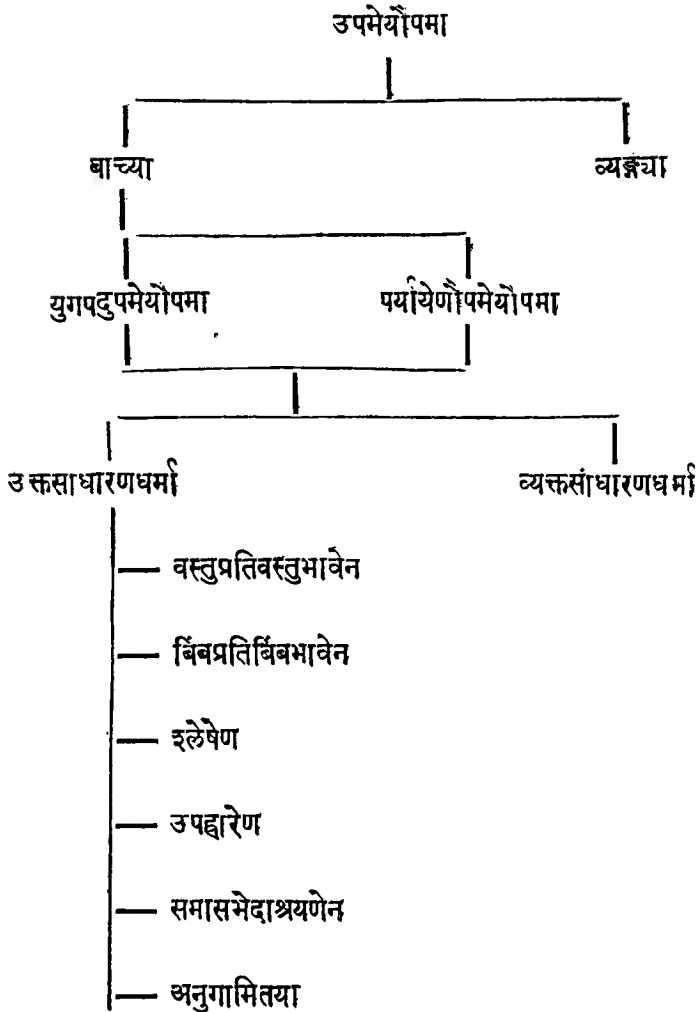 उपमेयौपमा
बाच्या व्यङ्ग्या
युगपदुपमेयौपमा पर्यायेणौपमेयौपमा
उक्तसाधारणधर्मा व्यक्तसांधारणधर्मा
वस्तुप्रतिवस्तुभावेन
बिंबप्रतिबिंबभावेन
श्लेषेण
उपह्वारेण
समासभेदाश्रयणेन
अनुगामितया